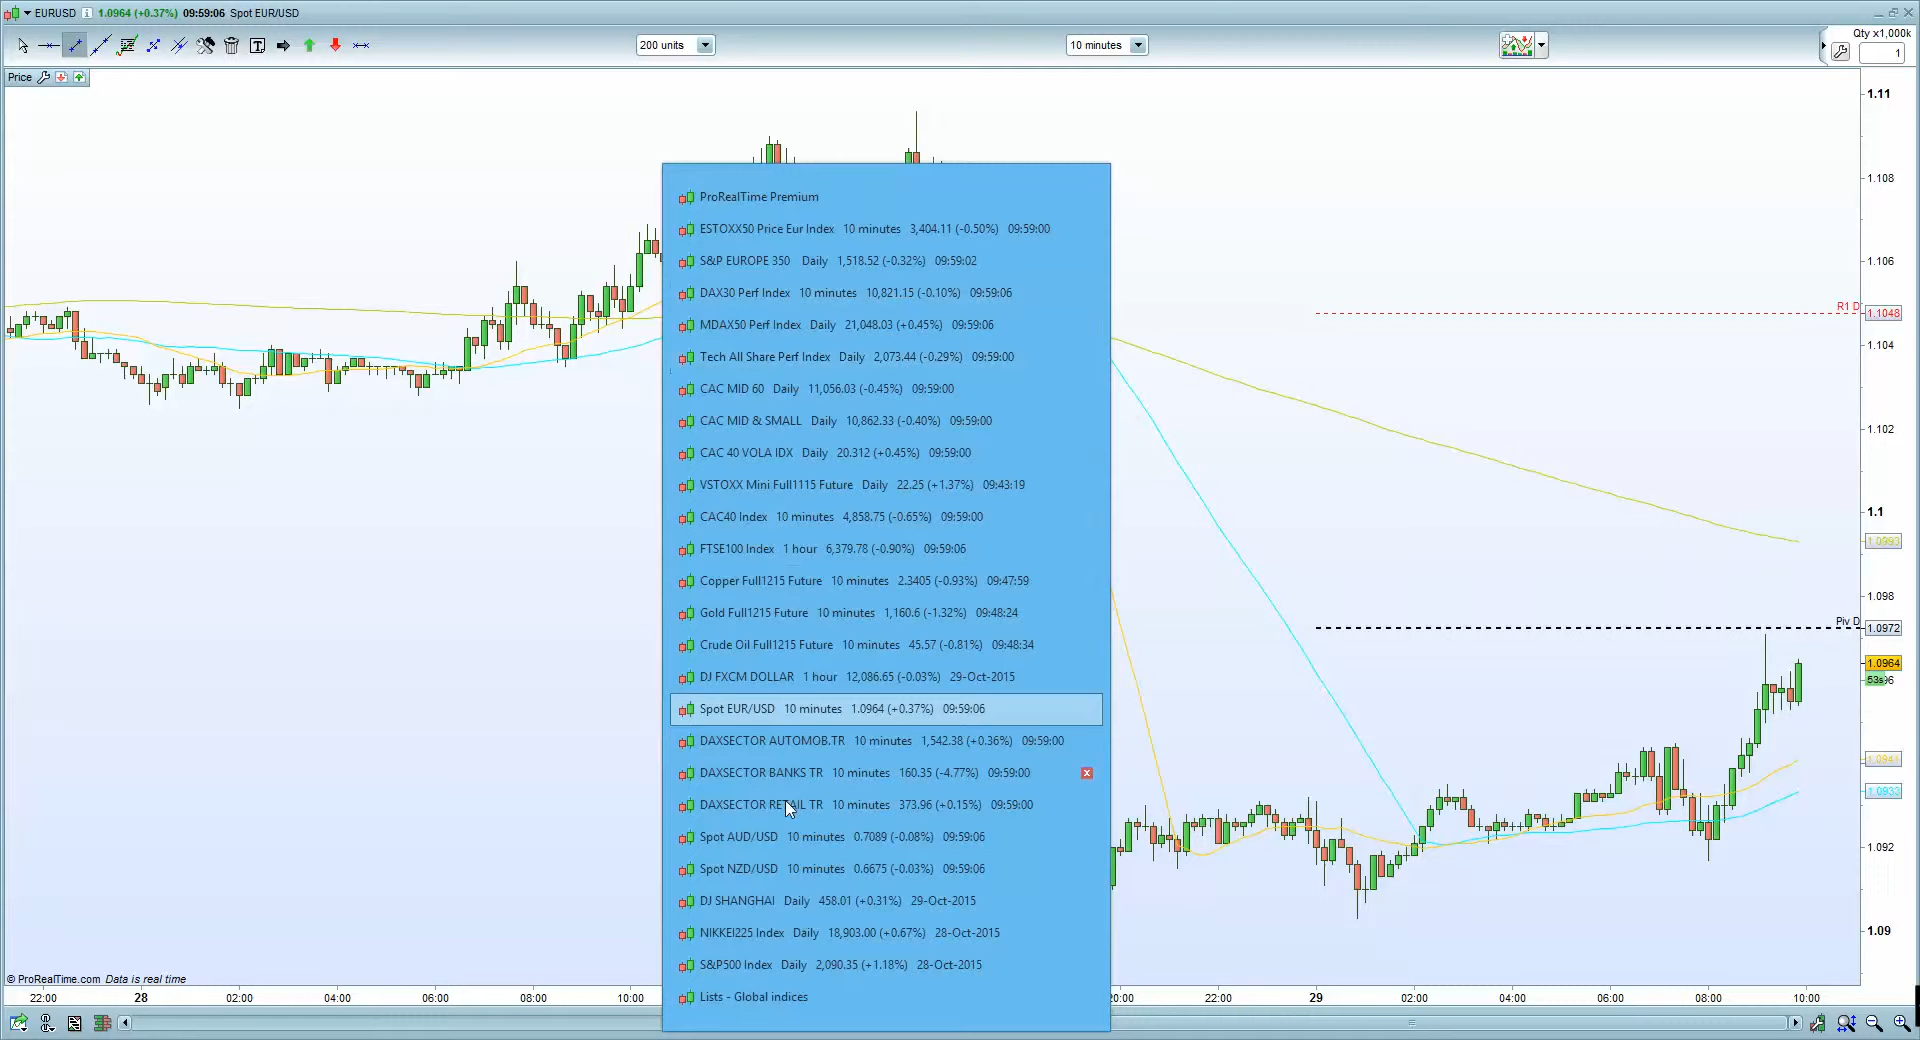 EURUSD 1.0964 (+0.37%) 09:59:06 Spot EUR/USD
Qty x1,000k
200 units
10 minutes
1
Price
1.11
1.108
1.106
R1 D
1.1048
1.104
1.102
1.1
1.0993
1.098
Piv D
1.0972
1.0964
53s
96
1.0941
1.0933
1.092
1.09
ProRealTime Premium
ESTOXX50 Price Eur Index 10 minutes 3,404.11 (-0.50%) 09:59:00
S&P EUROPE 350 Daily 1,518.52 (-0.32%) 09:59:02
DAX30 Perf Index 10 minutes 10,821.15 (-0.10%) 09:59:06
MDAX50 Perf Index Daily 21,048.03 (+0.45%) 09:59:06
Tech All Share Perf Index Daily 2,073.44 (-0.29%) 09:59:00
CAC MID 60 Daily 11,056.03 (-0.45%) 09:59:00
CAC MID & SMALL Daily 10,862.33 (-0.40%) 09:59:00
CAC 40 VOLA IDX Daily 20.312 (+0.45%) 09:59:00
VSTOXX Mini Full1115 Future Daily 22.25 (+1.37%) 09:43:19
CAC40 Index 10 minutes 4,858.75 (-0.65%) 09:59:00
FTSE100 Index 1 hour 6,379.78 (-0.90%) 09:59:06
Copper Full1215 Future 10 minutes 2.3405 (-0.93%) 09:47:59
Gold Full1215 Future 10 minutes 1,160.6 (-1.32%) 09:48:24
Crude Oil Full1215 Future 10 minutes 45.57 (-0.81%) 09:48:34
DJ FXCM DOLLAR 1 hour 12,086.65 (-0.03%) 29-Oct-2015
Spot EUR/USD 10 minutes 1.0964 (+0.37%) 09:59:06
DAXSECTOR AUTOMOB.TR 10 minutes 1,542.38 (+0.36%) 09:59:00
DAXSECTOR BANKS TR 10 minutes 160.35 (-4.77%) 09:59:00
DAXSECTOR RETAIL TR 10 minutes 373.96 (+0.15%) 09:59:00
Spot AUD/USD 10 minutes 0.7089 (-0.08%) 09:59:06
Spot NZD/USD 10 minutes 0.6675 (-0.03%) 09:59:06
DJ SHANGHAI Daily 458.01 (+0.31%) 29-Oct-2015
NIKKEI225 Index Daily 18,903.00 (+0.67%) 28-Oct-2015
S&P500 Index Daily 2,090.35 (+1.18%) 28-Oct-2015
Lists - Global indices
© ProRealTime.com Data is real time
22:00 28 02:00 04:00 06:00 08:00 10:00 20:00 22:00 29 02:00 04:00 06:00 08:00 10:00